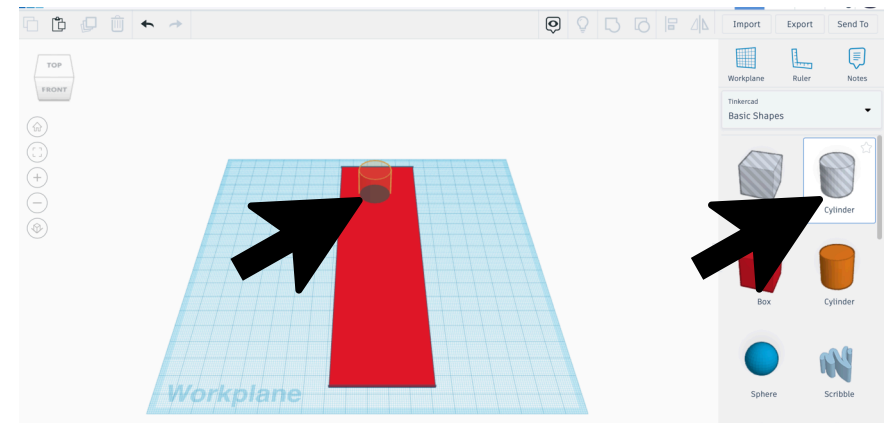 Import Export Send To
TOP
FRONT
Workplane Ruler Notes
Tinkercad
Basic Shapes
Cylinder
Box Cylinder
Workplane
Sphere Scribble